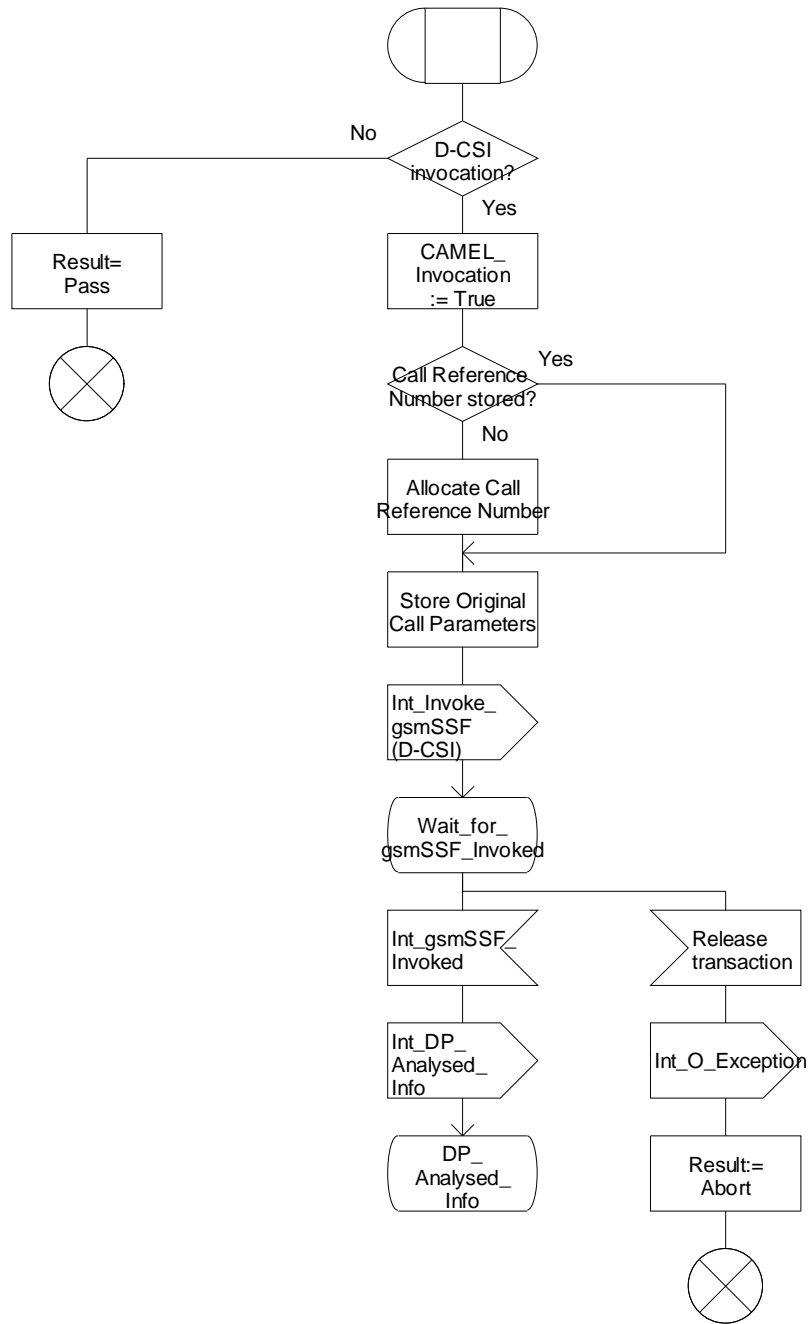 No
D-CSI
invocation?
Yes
Result=
Pass
CAMEL_
Invocation
:= True
Call Reference
Number stored?
Yes
No
Allocate Call
Reference Number
Store Original
Call Parameters
Int_Invoke_
gsmSSF
(D-CSI)
Wait_for_
gsmSSF_Invoked
Int_gsmSSF_
Invoked
Release
transaction
Int_DP_
Analysed_
Info
Int_O_Exception
DP_
Analysed_
Info
Result:=
Abort